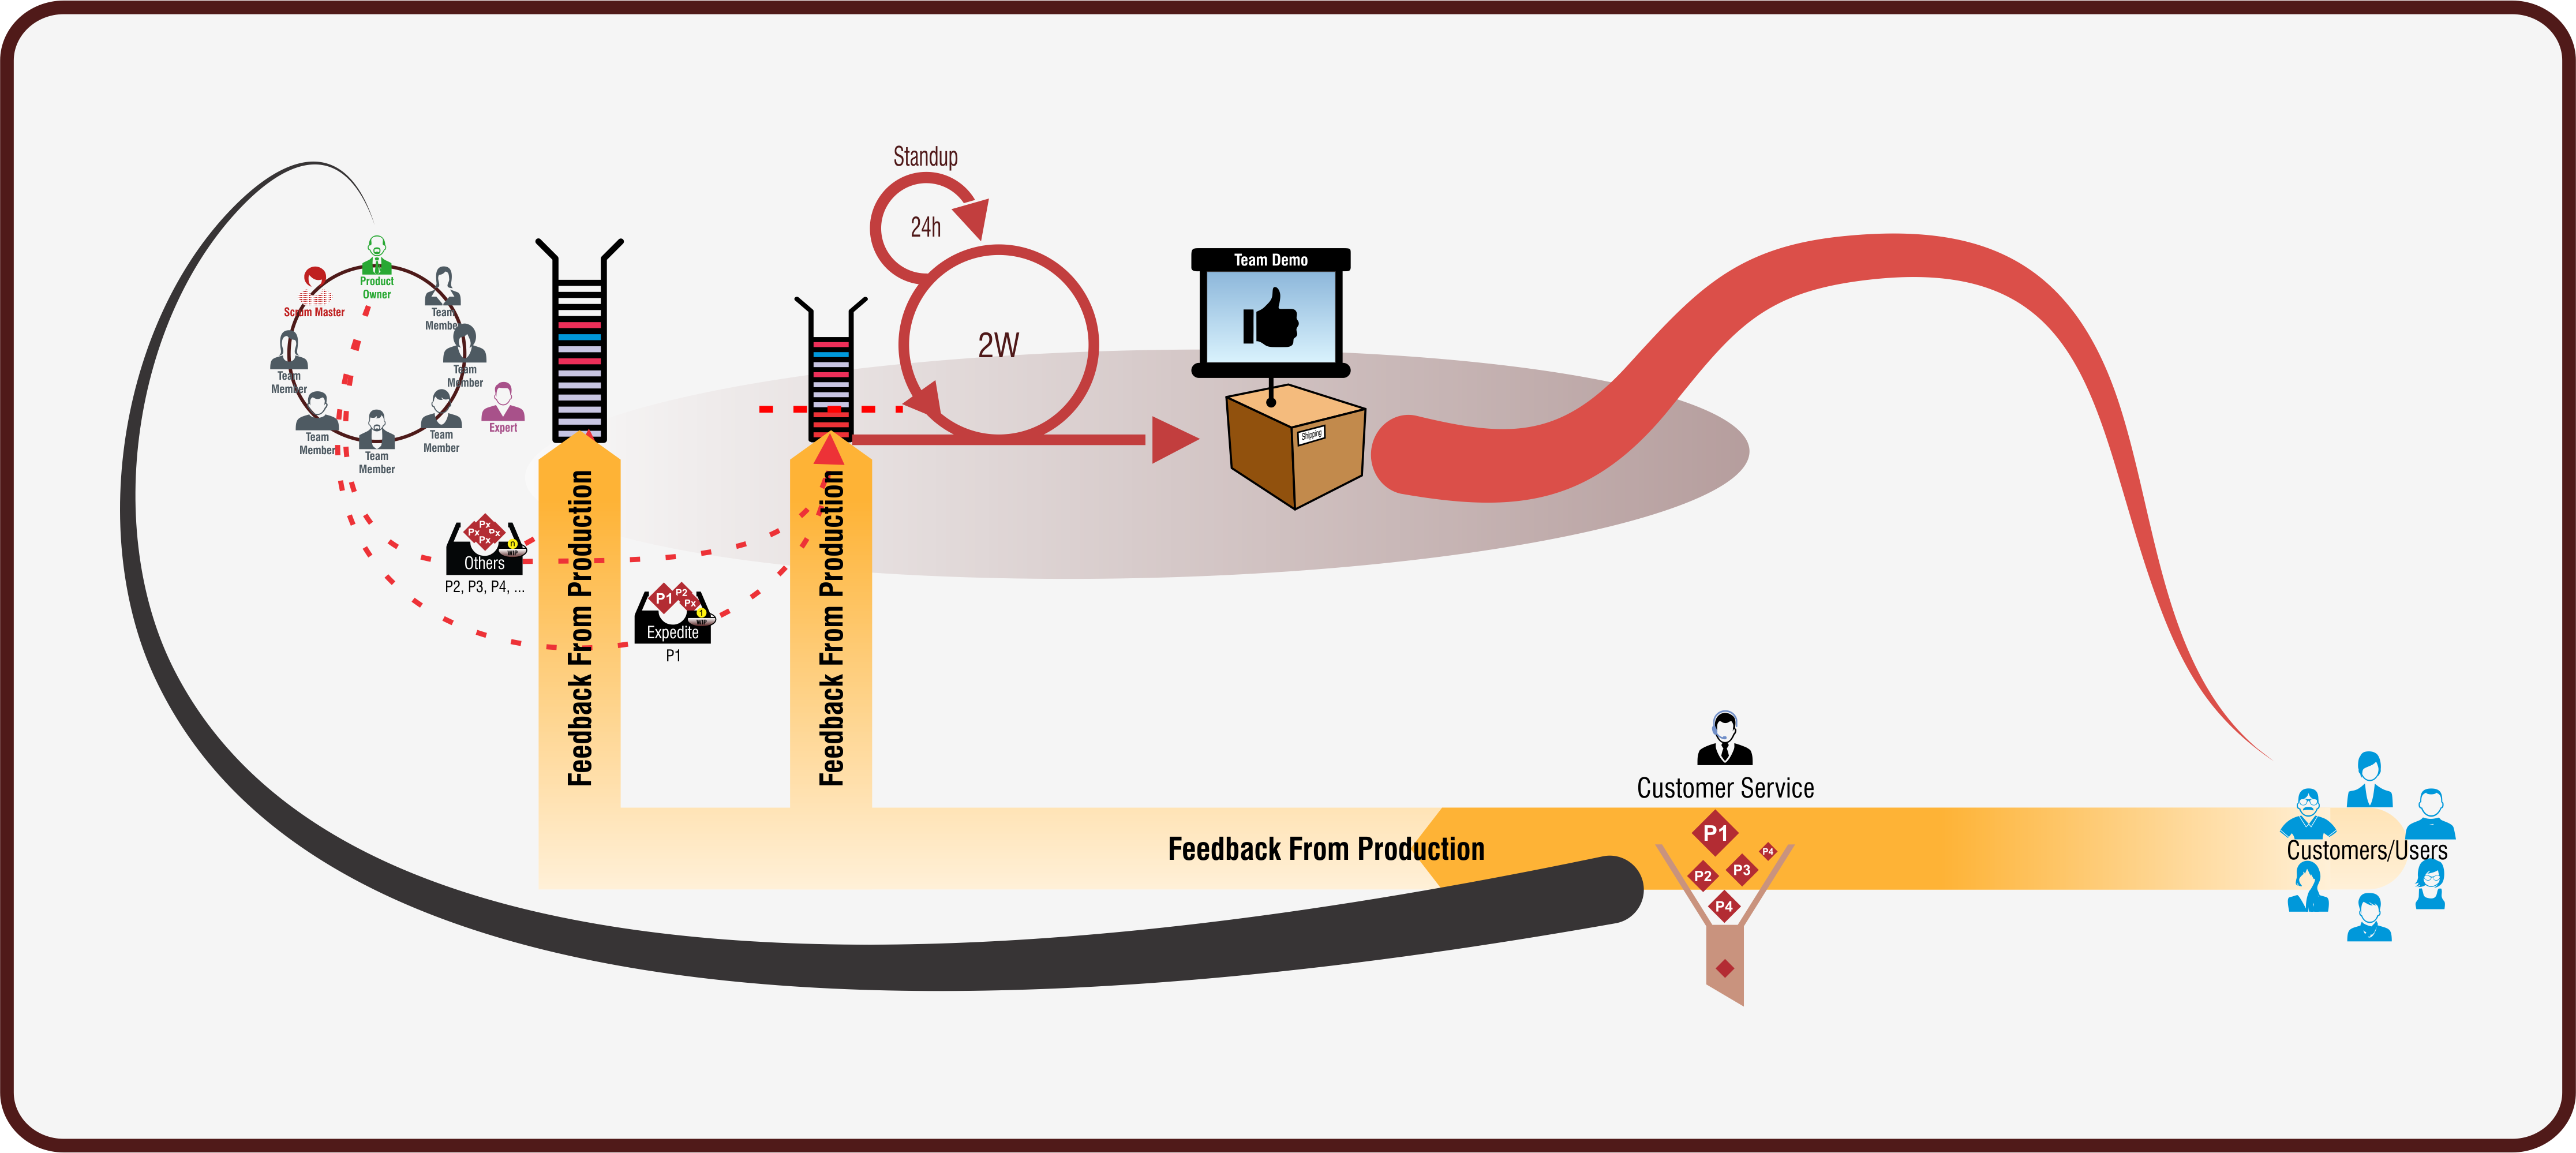 Standup
24h
2W
Team Demo
Shipping
Product
Owner
Scrum Master
Team
Member
Team
Member
Team
Member
Team
Member
Team
Member
Team
Member
Expert
Px
Px
Px
Px
n
WIP
Others
P2, P3, P4, ...
P1
P2
Px
1
WIP
Expedite
P1
Feedback From Production
Feedback From Production
Feedback From Production
Customer Service
P1
P2
P3
P4
P4
Customers/Users